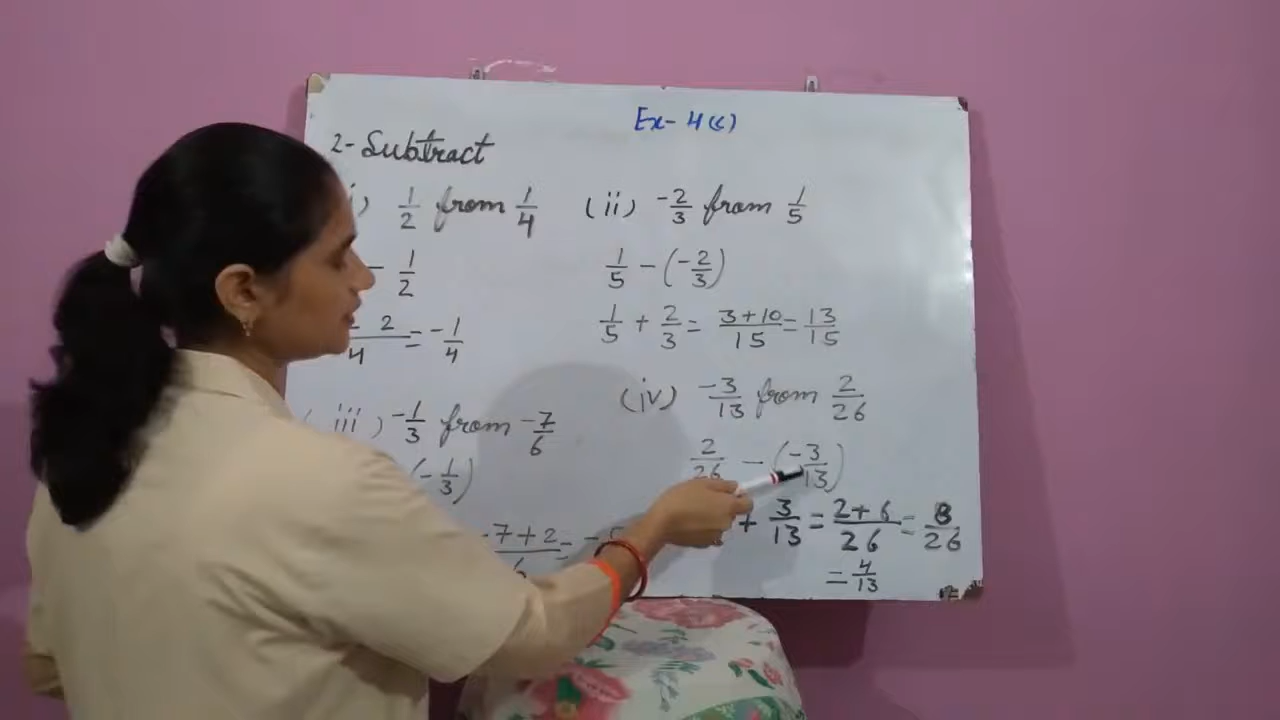 Ex- 4(c)
2- Subtract
i) 1/2 from 1/4
- 1/2
- 2/4 = -1/4
(ii) -2/3 from 1/5
1/5 - (-2/3)
1/5 + 2/3 = 3+10/15 = 13/15
(iii) -1/3 from -7/6
(-1/3)
-7+2/6 = -5
(iv) -3/13 from 2/26
2/26 - (-3/13)
+ 3/13 = 2+6/26 = 8/26
= 4/13